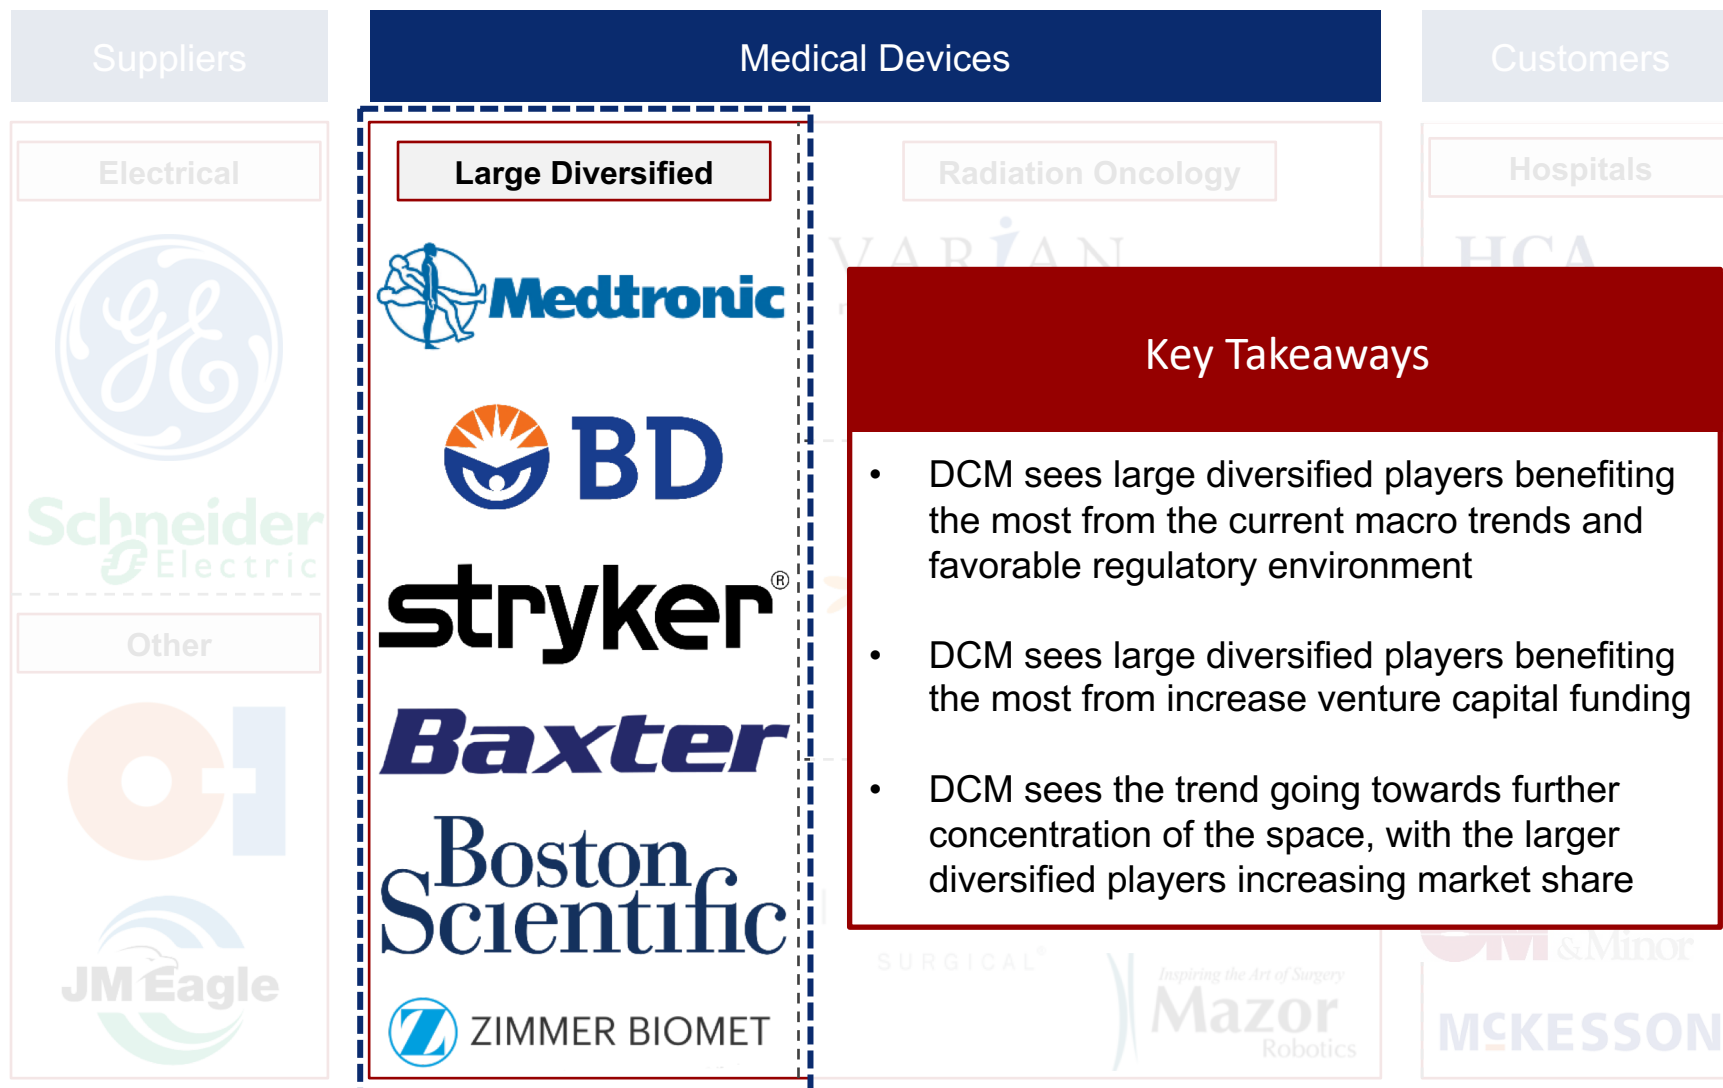 Suppliers
Medical Devices
Customers
Electrical
GE
Schneider
Electric
Other
JM Eagle
Large Diversified
Medtronic
BD
stryker®
Baxter
Boston
Scientific
ZIMMER BIOMET
Radiation Oncology
VARIAN
Key Takeaways
• DCM sees large diversified players benefiting
the most from the current macro trends and
favorable regulatory environment
• DCM sees large diversified players benefiting
the most from increase venture capital funding
• DCM sees the trend going towards further
concentration of the space, with the larger
diversified players increasing market share
SURGICAL®
Inspiring the Art of Surgery
Mazor
Robotics
Hospitals
HCA
&Minor
MCKESSON